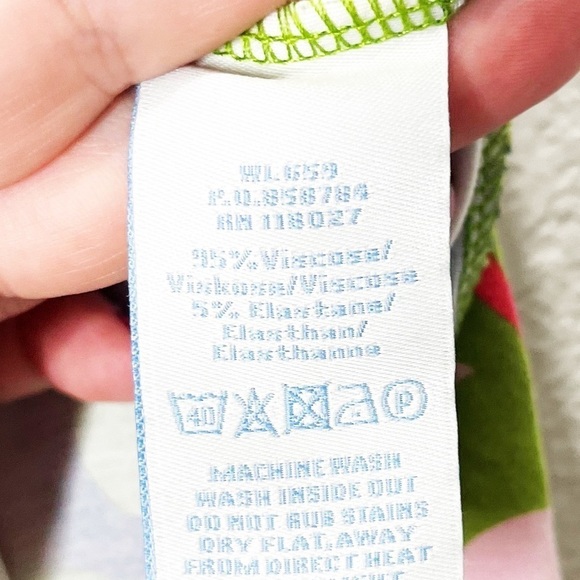 WL659
P.O.858784
RN 118027
95% Viscose/
Viskose/Viscose
5% Elastane/
Elasthan/
Elasthanne
40 P
MACHINE WASH
WASH INSIDE OUT
DO NOT RUB STAINS
DRY FLAT, AWAY
FROM DIRECT HEAT